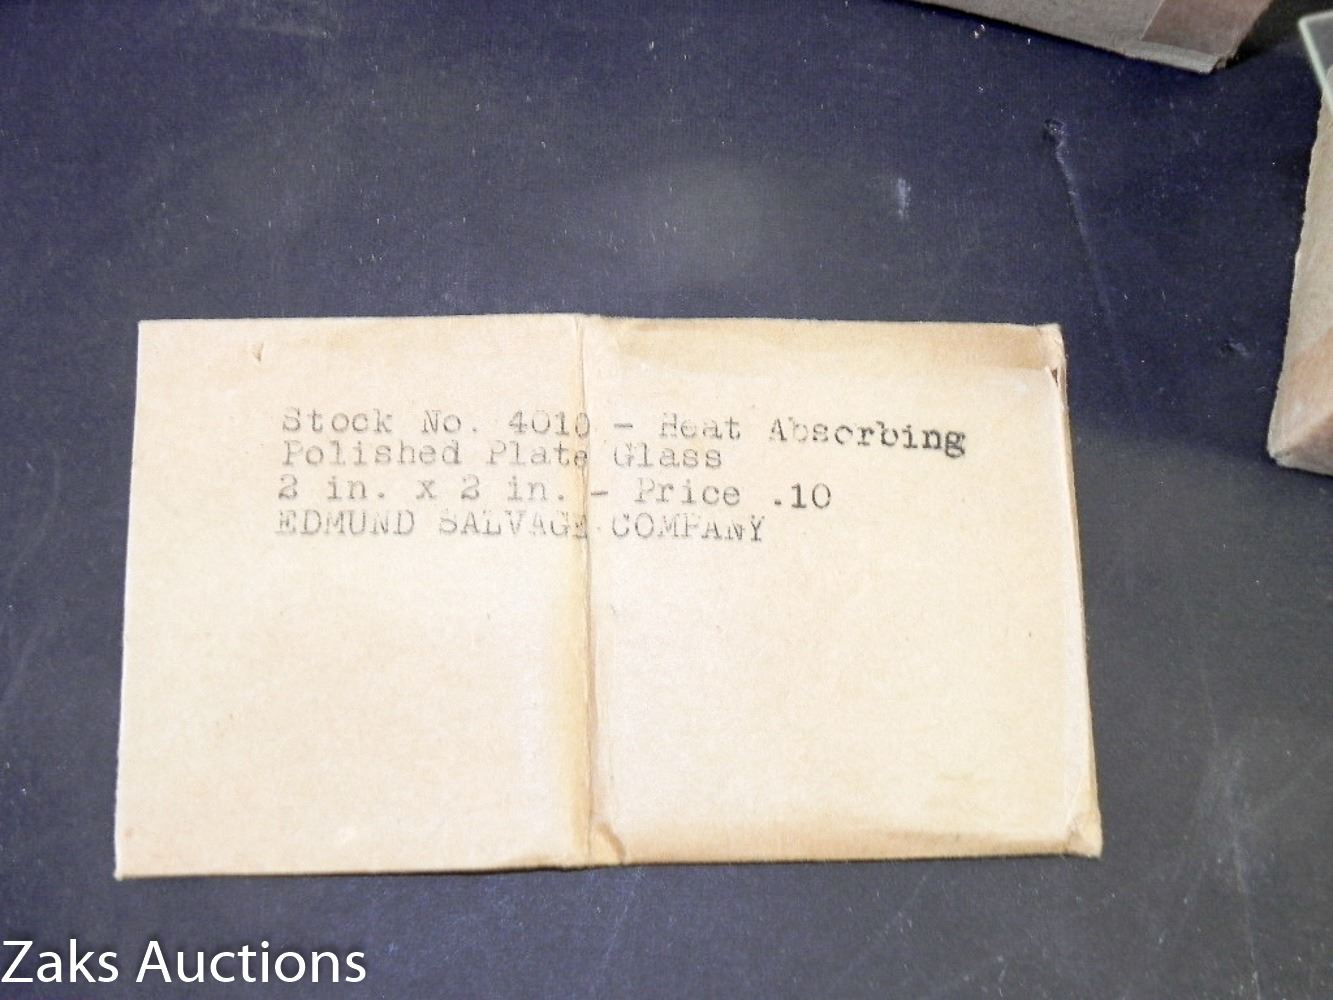 Stock No. 4010 - Heat Absorbing
Polished Plate Glass
2 in. x 2 in. - Price .10
EDMUND SALVAGE COMPANY
Zaks Auctions